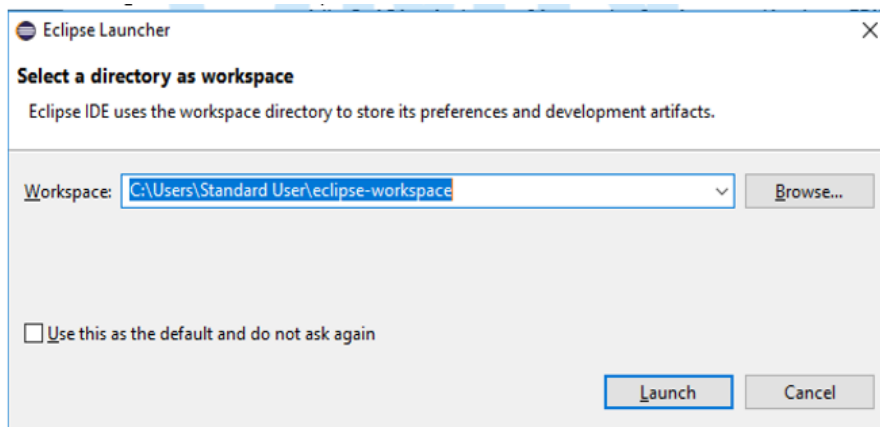 Eclipse Launcher
Select a directory as workspace
Eclipse IDE uses the workspace directory to store its preferences and development artifacts.
Workspace: C:\Users\Standard User\eclipse-workspace Browse...
Use this as the default and do not ask again
Launch Cancel